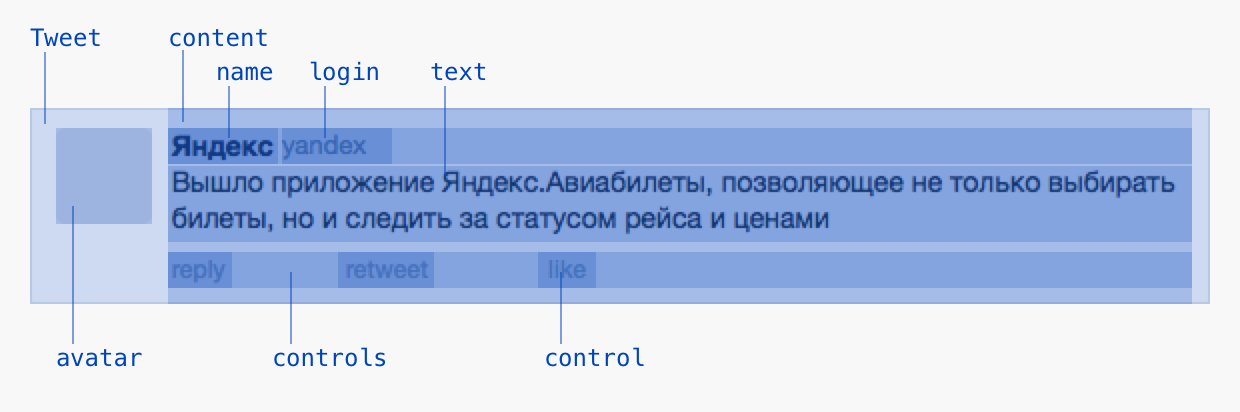 Tweet content
name login text
Яндекс yandex
Вышло приложение Яндекс.Авиабилеты, позволяющее не только выбирать
билеты, но и следить за статусом рейса и ценами
reply retweet like
avatar controls control